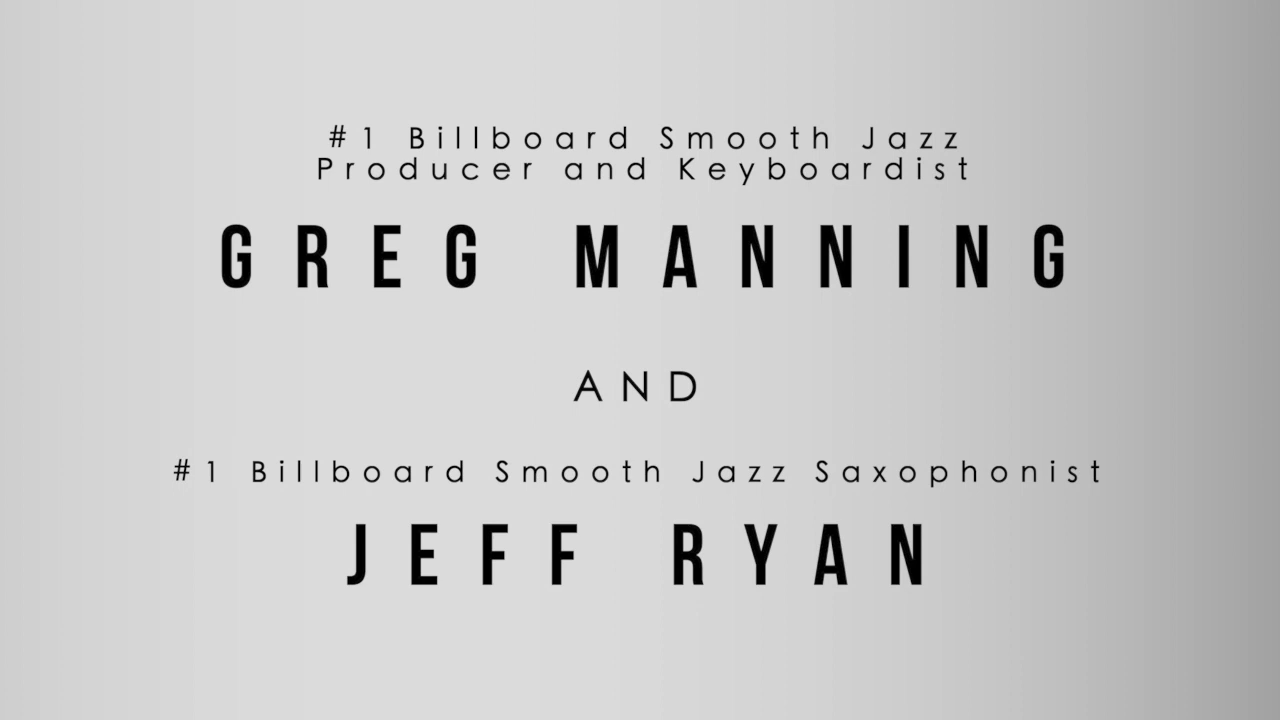 #1 Billboard Smooth Jazz
Producer and Keyboardist
GREG MANNING
AND
#1 Billboard Smooth Jazz Saxophonist
JEFF RYAN